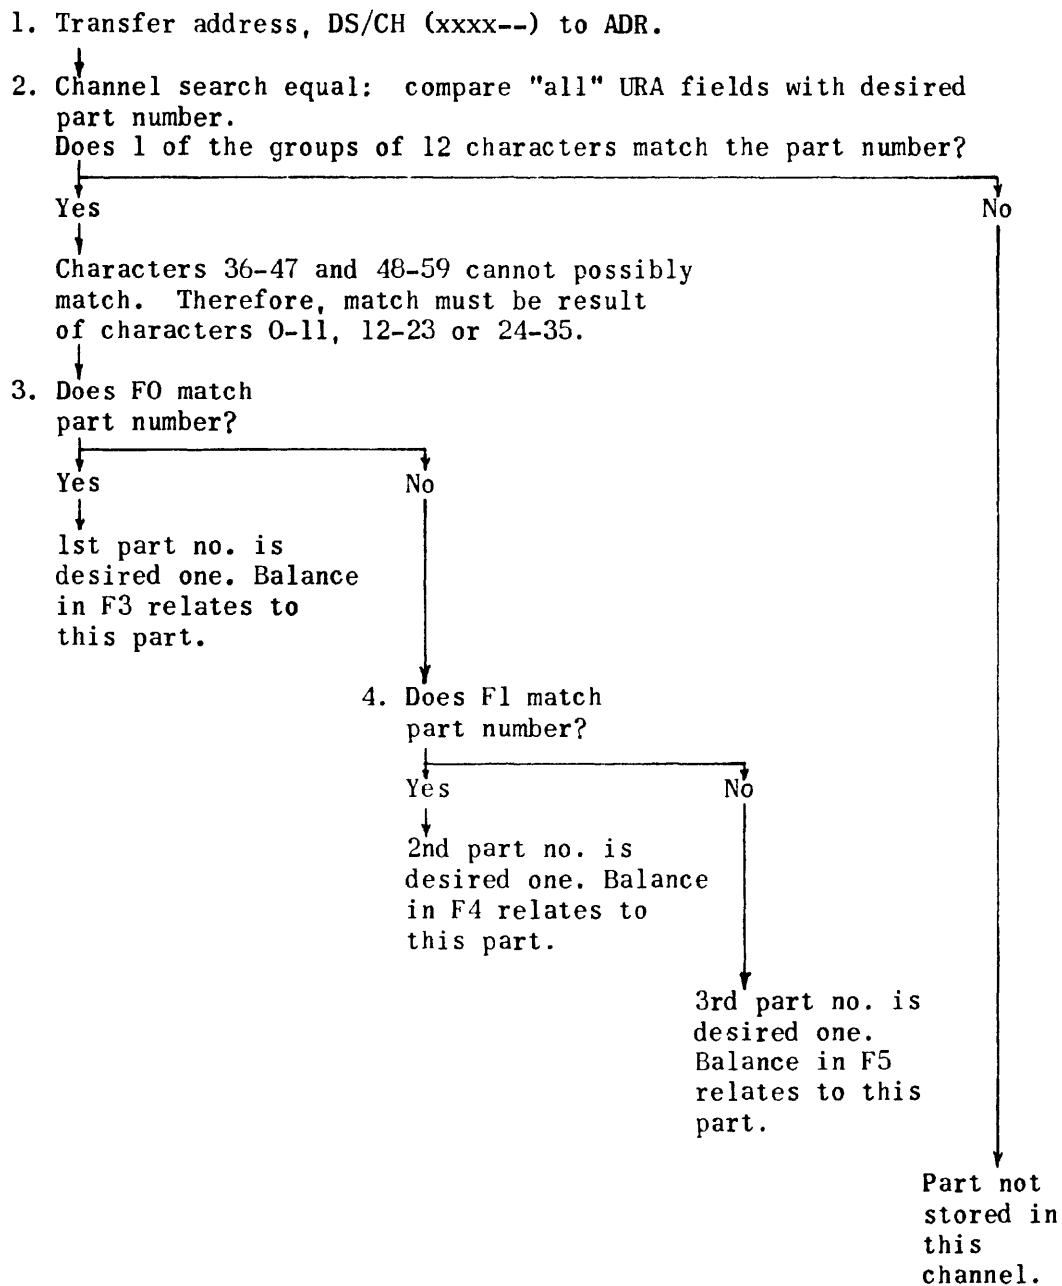 1. Transfer address, DS/CH (xxxx--) to ADR.
2. Channel search equal: compare "all" URA fields with desired
part number.
Does 1 of the groups of 12 characters match the part number?
Yes
No
Characters 36-47 and 48-59 cannot possibly
match. Therefore, match must be result
of characters 0-11, 12-23 or 24-35.
3. Does F0 match
part number?
Yes
No
1st part no. is
desired one. Balance
in F3 relates to
this part.
4. Does F1 match
part number?
Yes
No
2nd part no. is
desired one. Balance
in F4 relates to
this part.
3rd part no. is
desired one.
Balance in F5
relates to this
part.
Part not
stored in
this
channel.